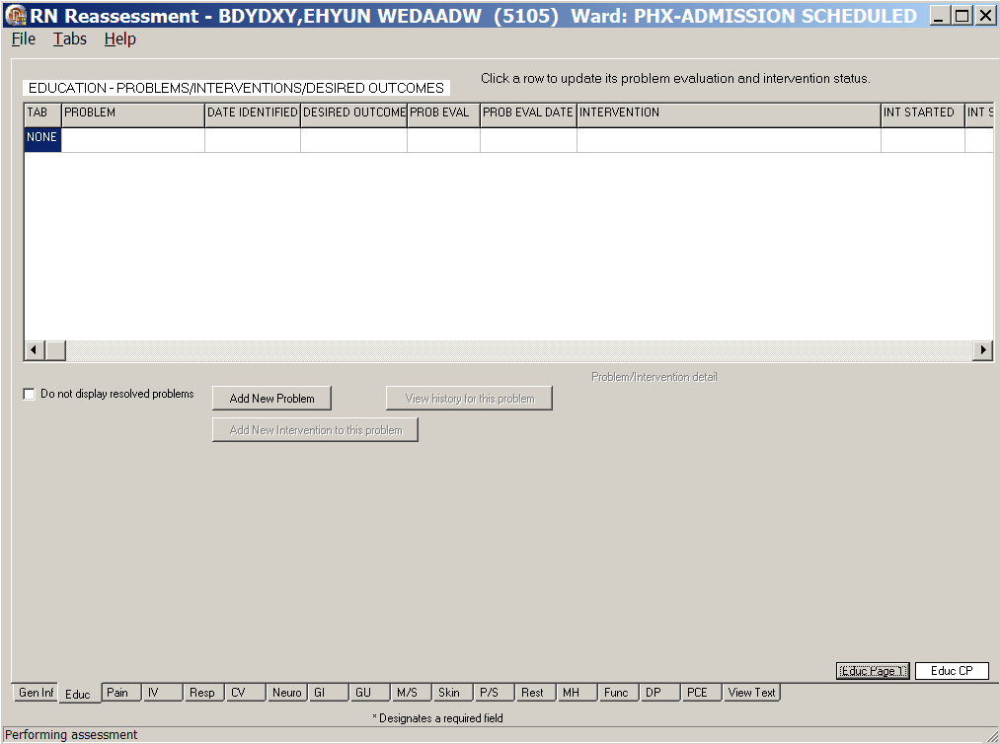 RN Reassessment - BDYDXY,EHYUN WEDAADW (5105) Ward: PHX-ADMISSION SCHEDULED
File Tabs Help
Click a row to update its problem evaluation and intervention status.
EDUCATION - PROBLEMS/INTERVENTIONS/DESIRED OUTCOMES
TAB PROBLEM DATE IDENTIFIED DESIRED OUTCOME PROB EVAL PROB EVAL DATE INTERVENTION INT STARTED INT S
NONE
Problem/Intervention detail
Do not display resolved problems Add New Problem View history for this problem
Add New Intervention to this problem
Educ Page 1 Educ CP
Gen Inf Educ Pain IV Resp CV Neuro GI GU M/S Skin P/S Rest MH Func DP PCE View Text
* Designates a required field
Performing assessment